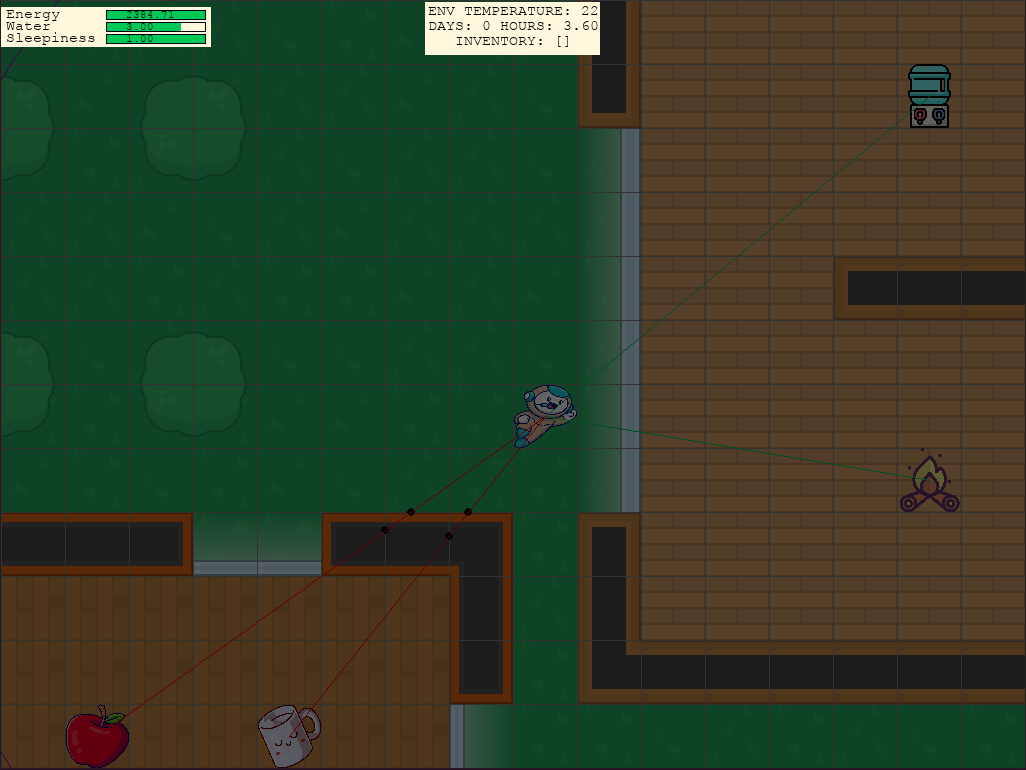 Energy 2384.71
Water 3.00
Sleepiness 1.00
ENV TEMPERATURE: 22
DAYS: 0 HOURS: 3.60
INVENTORY: []